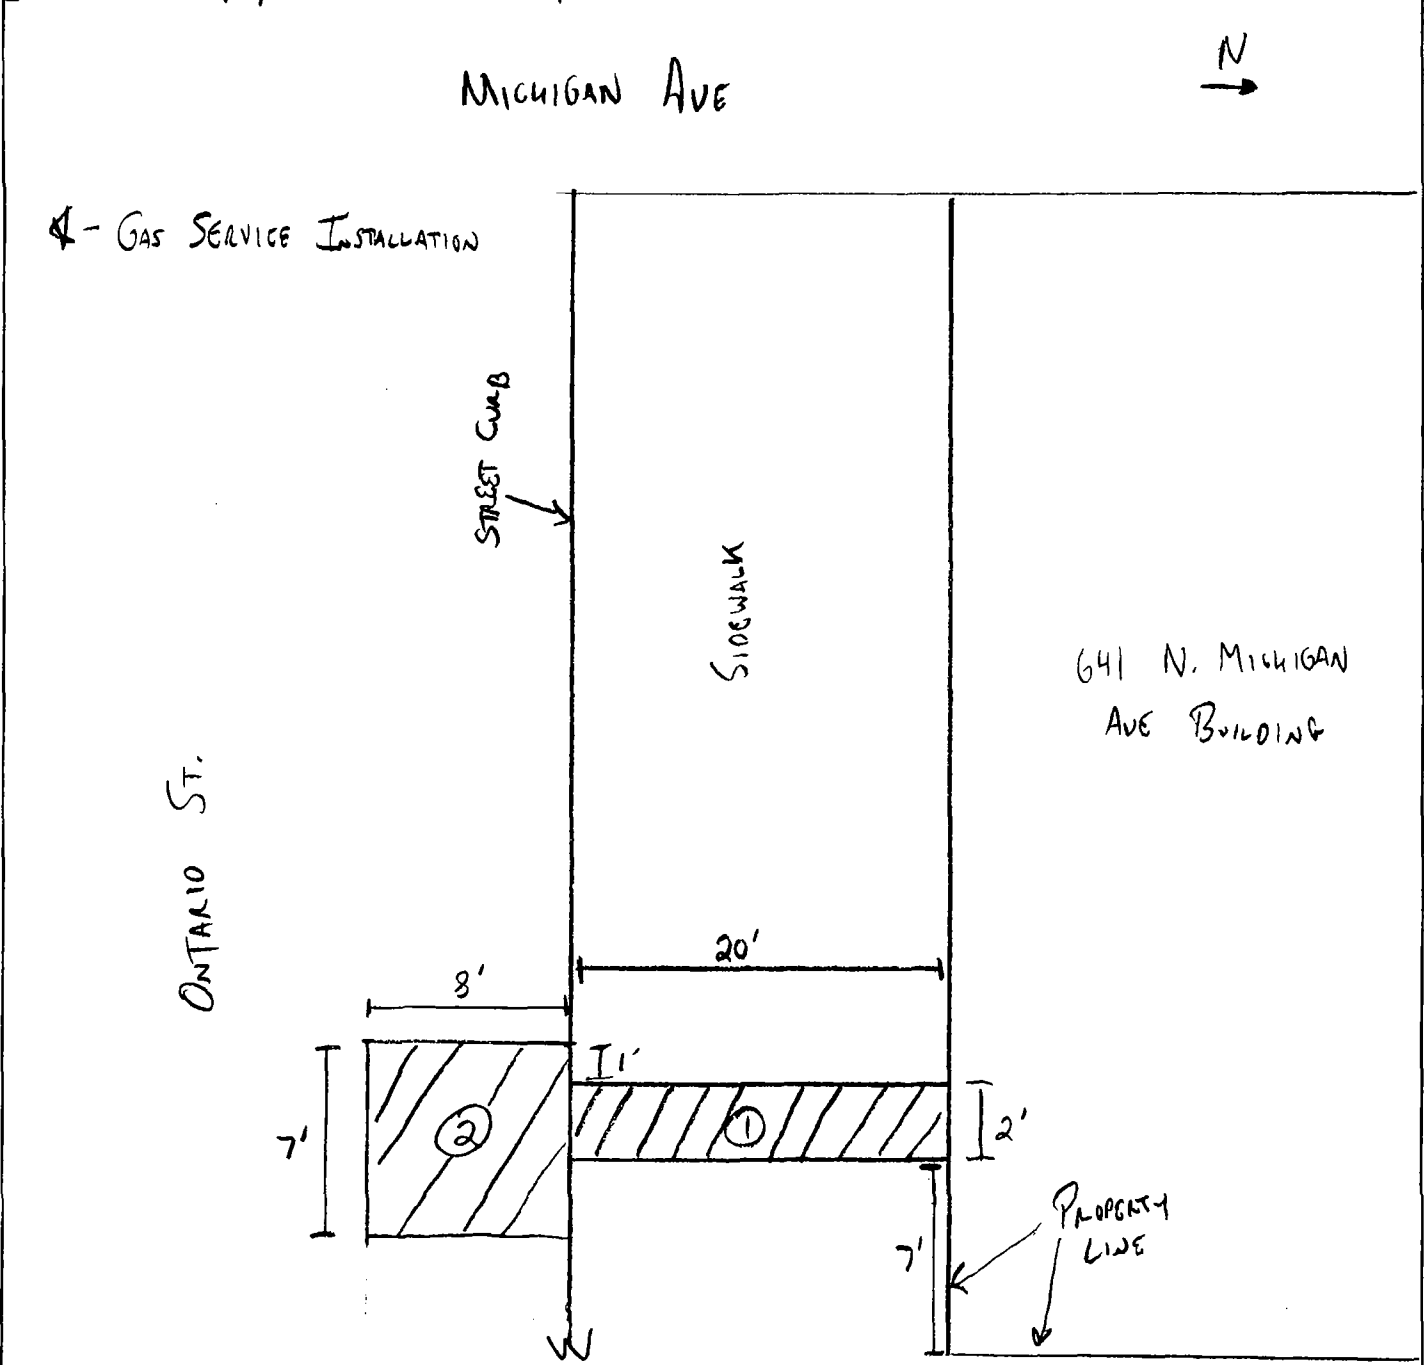 MICHIGAN AVE
N
- GAS SERVICE INSTALLATION
STREET CURB
SIDEWALK
641 N. MICHIGAN
AVE BUILDING
ONTARIO ST.
20'
8'
1'
2
1
2'
7'
7'
PROPERTY
LINE